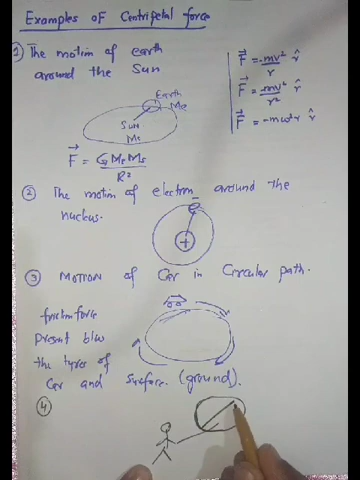 Examples of Centripetal force
① The motion of earth
around the Sun
F⃗ = -mv²/r r̂
F⃗ = -mv²/r² r̂
F⃗ = -mω²r r̂
Earth
Me
Sun
Ms
F⃗ = G Me Ms / R²
② The motion of electron around the
nucleus.
e⁻
+
③ MOTION of Car in Circular path.
friction force
present b/w
the tyres of
Car and Surface. (ground).
④